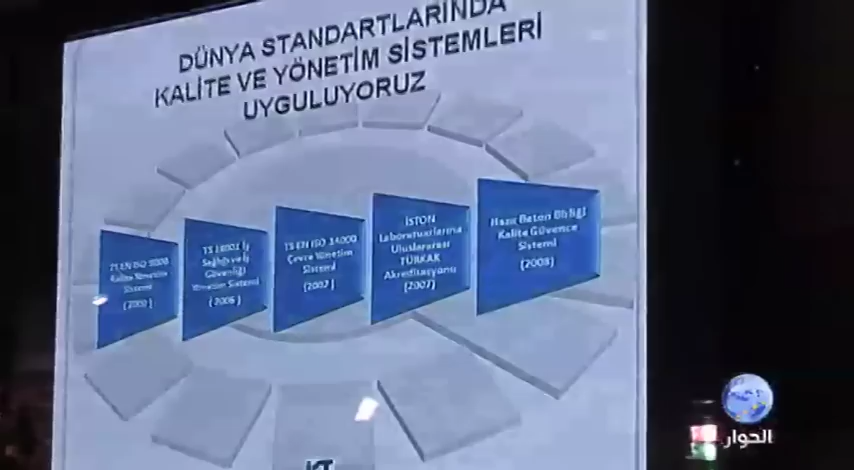 DÜNYA STANDARTLARINDA
KALİTE VE YÖNETİM SİSTEMLERİ
UYGULUYORUZ
TS EN ISO 9000
Kalite Yönetim
Sistemi
TS 18001 İş
Sağlığı ve İş
Güvenliği
Yönetim Sistemi
(2006)
TS EN ISO 14000
Çevre Yönetim
Sistemi
(2007)
İSTON
Laboratuarlarına
Uluslararası
TÜRKAK
Akreditasyonu
(2007)
Hazır Beton Birliği
Kalite Güvence
Sistemi
(2008)
الحوار